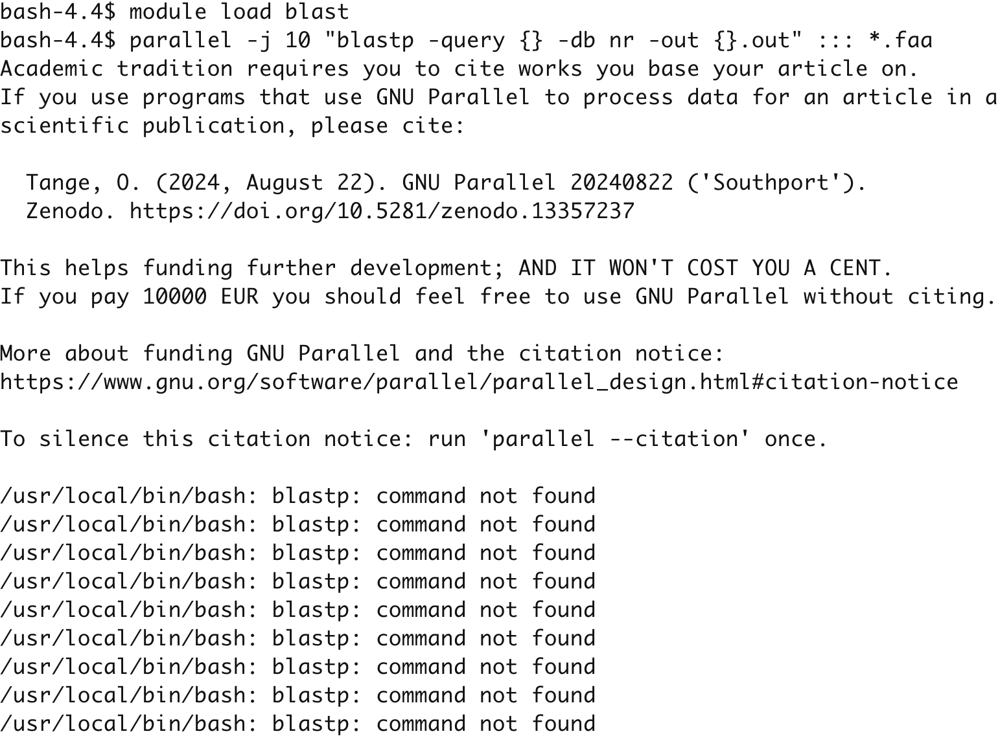 bash-4.4$ module load blast
bash-4.4$ parallel -j 10 "blastp -query {} -db nr -out {}.out" ::: *.faa
Academic tradition requires you to cite works you base your article on.
If you use programs that use GNU Parallel to process data for an article in a
scientific publication, please cite:
Tange, O. (2024, August 22). GNU Parallel 20240822 ('Southport').
Zenodo. https://doi.org/10.5281/zenodo.13357237
This helps funding further development; AND IT WON'T COST YOU A CENT.
If you pay 10000 EUR you should feel free to use GNU Parallel without citing.
More about funding GNU Parallel and the citation notice:
https://www.gnu.org/software/parallel/parallel_design.html#citation-notice
To silence this citation notice: run 'parallel --citation' once.
/usr/local/bin/bash: blastp: command not found
/usr/local/bin/bash: blastp: command not found
/usr/local/bin/bash: blastp: command not found
/usr/local/bin/bash: blastp: command not found
/usr/local/bin/bash: blastp: command not found
/usr/local/bin/bash: blastp: command not found
/usr/local/bin/bash: blastp: command not found
/usr/local/bin/bash: blastp: command not found
/usr/local/bin/bash: blastp: command not found